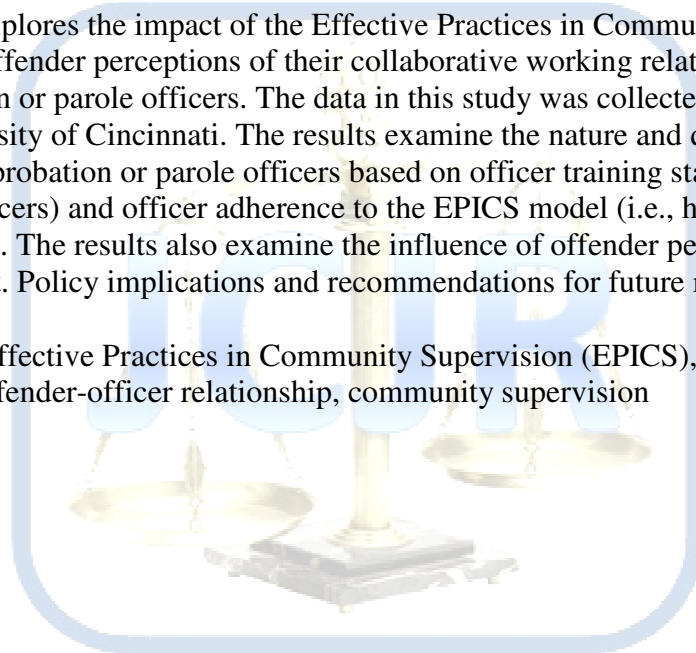 plores the impact of the Effective Practices in Commu
ffender perceptions of their collaborative working relat
n or parole officers. The data in this study was collecte
sity of Cincinnati. The results examine the nature and
probation or parole officers based on officer training sta
cers) and officer adherence to the EPICS model (i.e., h
. The results also examine the influence of offender pe
. Policy implications and recommendations for future
ffective Practices in Community Supervision (EPICS),
fender-officer relationship, community supervision
JCJR